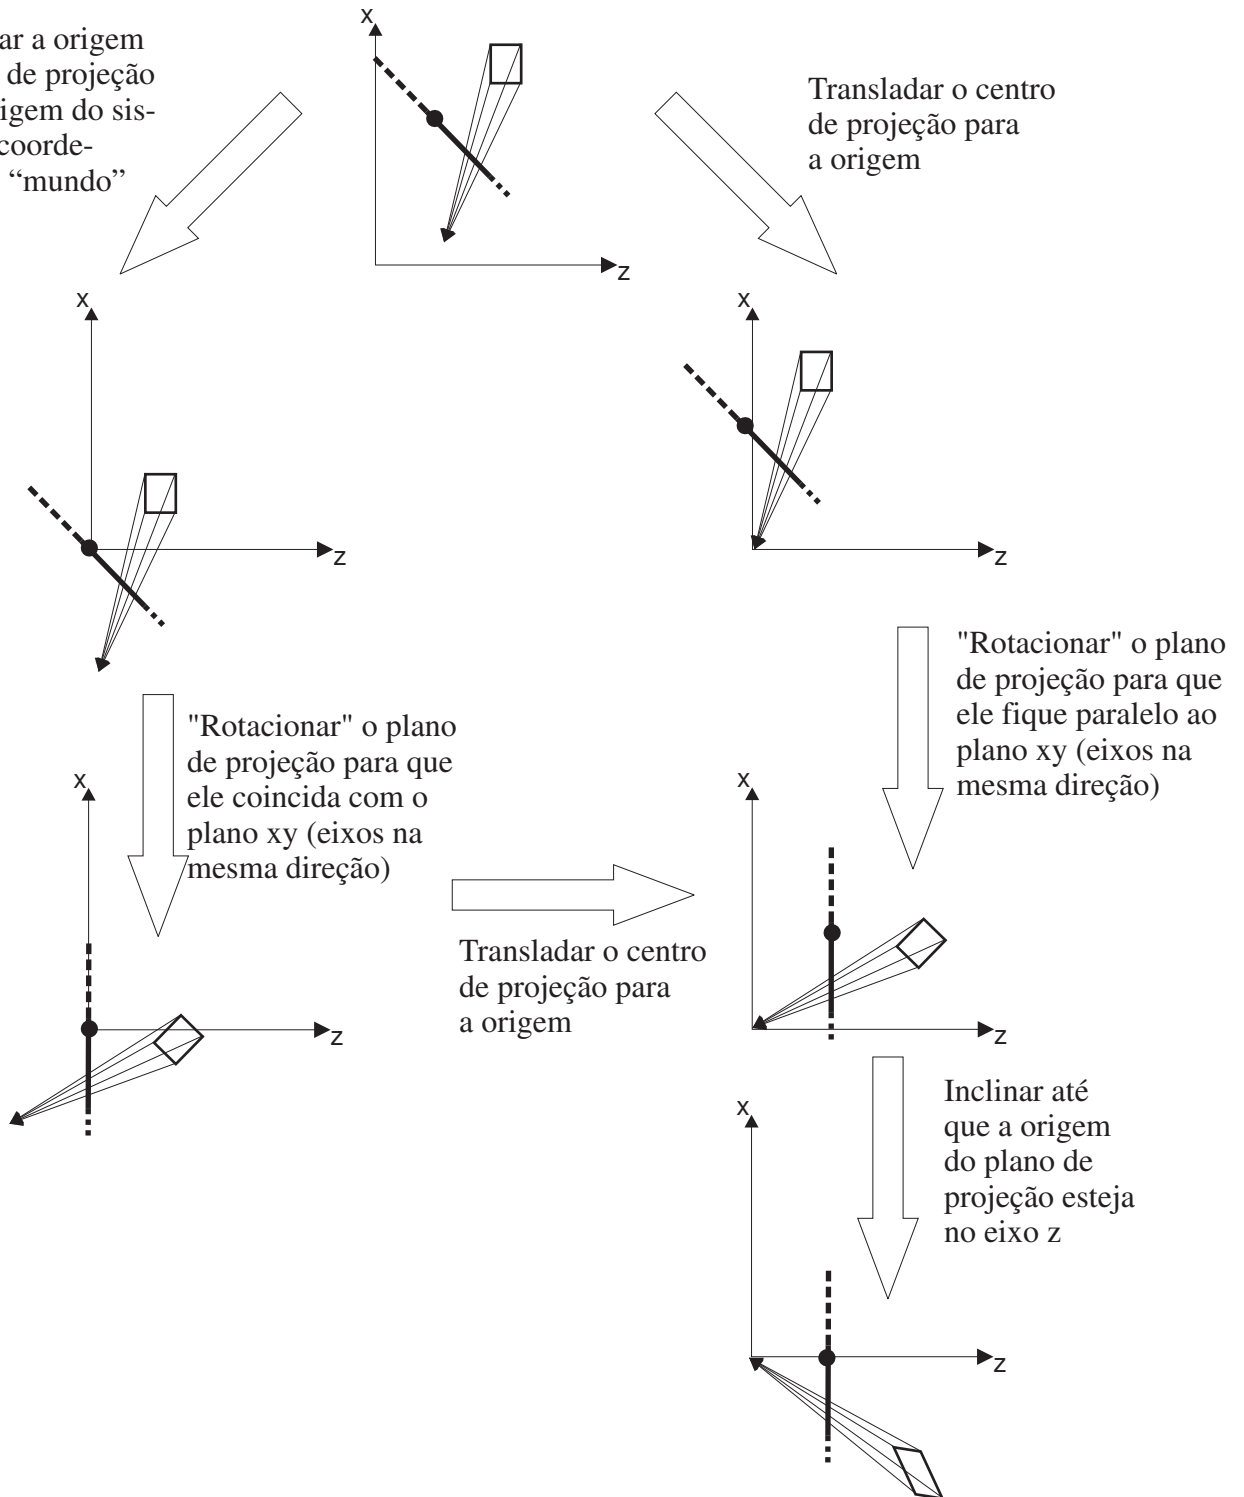 x
ar a origem
de projeção
igem do sis-
coorde-
“mundo”
Transladar o centro
de projeção para
a origem
z
x
z
x
z
"Rotacionar" o plano
de projeção para que
ele coincida com o
plano xy (eixos na
mesma direção)
"Rotacionar" o plano
de projeção para que
ele fique paralelo ao
plano xy (eixos na
mesma direção)
x
z
Transladar o centro
de projeção para
a origem
x
z
Inclinar até
que a origem
do plano de
projeção esteja
no eixo z
x
z